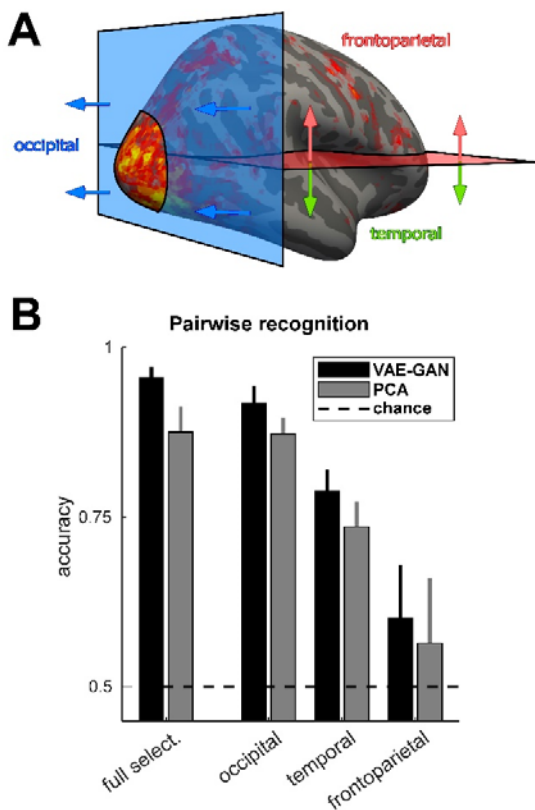 A
frontoparietal
occipital
temporal
B
Pairwise recognition
1
VAE-GAN
PCA
chance
0.75
accuracy
0.5
full select.
occipital
temporal
frontoparietal